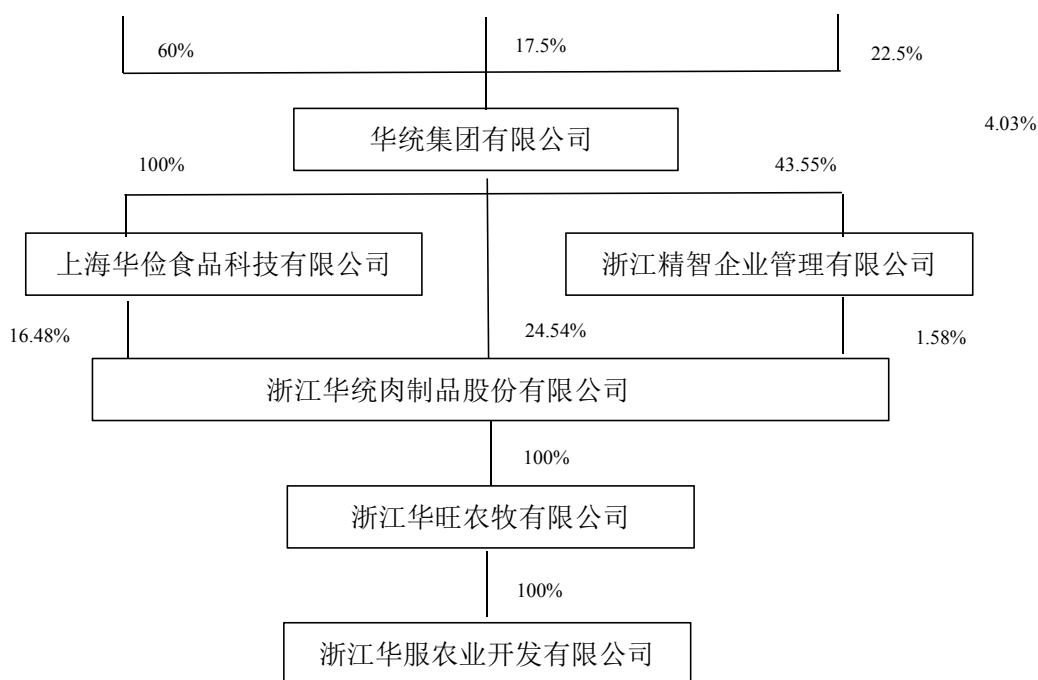 60%
17.5%
22.5%
华统集团有限公司
4.03%
100%
43.55%
上海华俭食品科技有限公司
浙江精智企业管理有限公司
16.48%
24.54%
1.58%
浙江华统肉制品股份有限公司
100%
浙江华旺农牧有限公司
100%
浙江华服农业开发有限公司